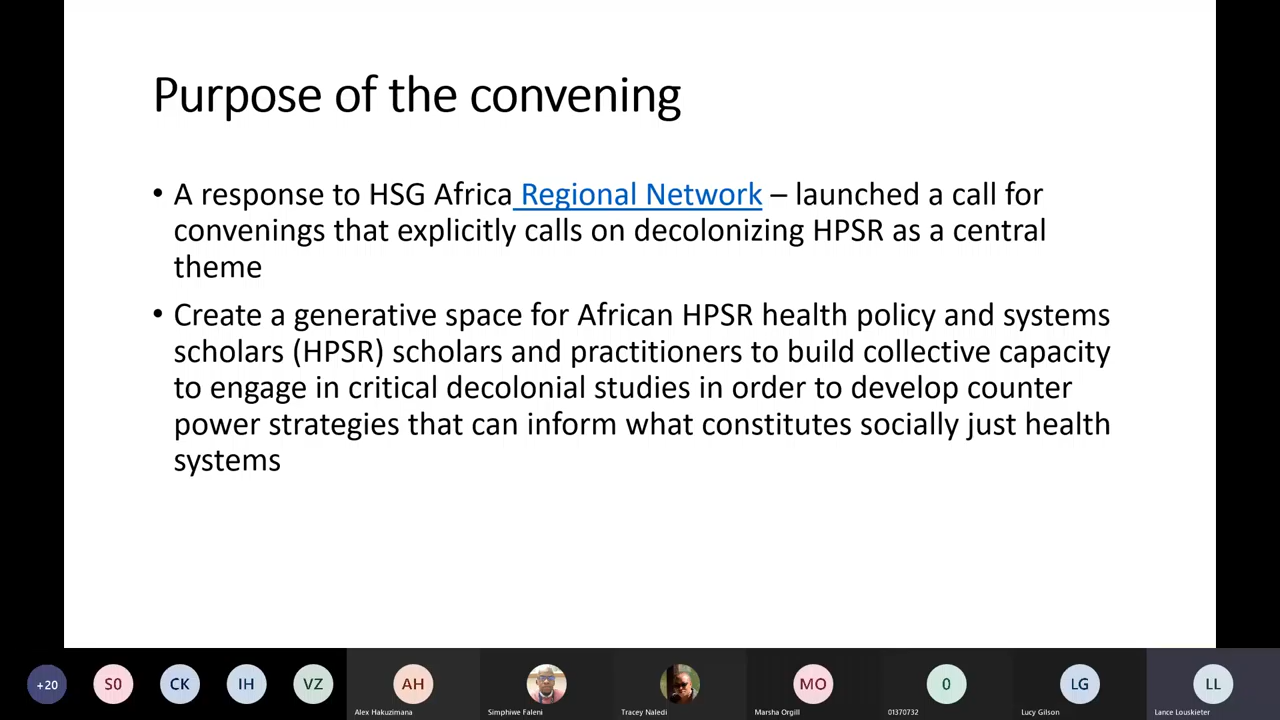 Purpose of the convening
• A response to HSG Africa Regional Network – launched a call for
convenings that explicitly calls on decolonizing HPSR as a central
theme
• Create a generative space for African HPSR health policy and systems
scholars (HPSR) scholars and practitioners to build collective capacity
to engage in critical decolonial studies in order to develop counter
power strategies that can inform what constitutes socially just health
systems
+20
S0
CK
IH
VZ
AH
MO
0
LG
LL
Alex Hakuzimana
Simphiwe Faleni
Tracey Naledi
Marsha Orgill
01370732
Lucy Gilson
Lance Louskieter